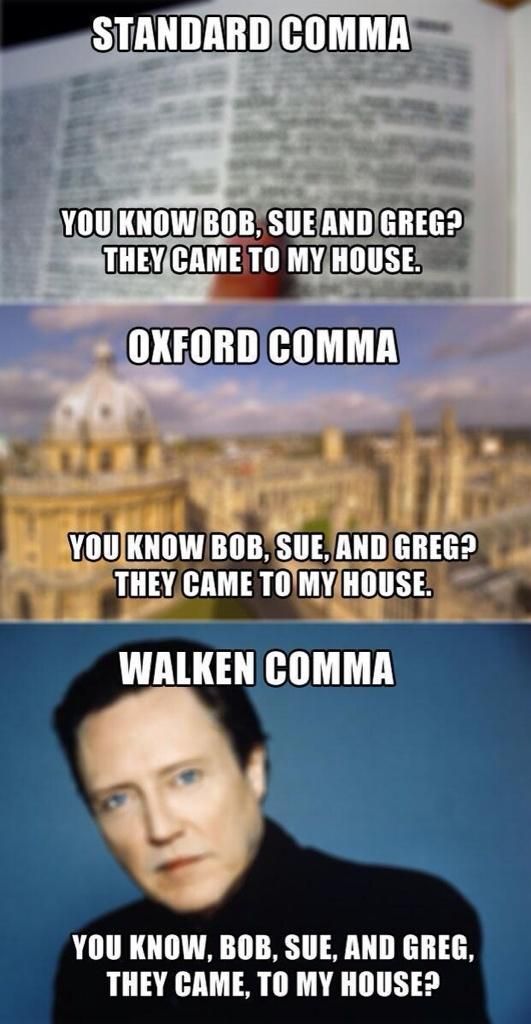 STANDARD COMMA
YOU KNOW BOB, SUE AND GREG?
THEY CAME TO MY HOUSE.
OXFORD COMMA
YOU KNOW BOB, SUE, AND GREG?
THEY CAME TO MY HOUSE.
WALKEN COMMA
YOU KNOW, BOB, SUE, AND GREG,
THEY CAME, TO MY HOUSE?